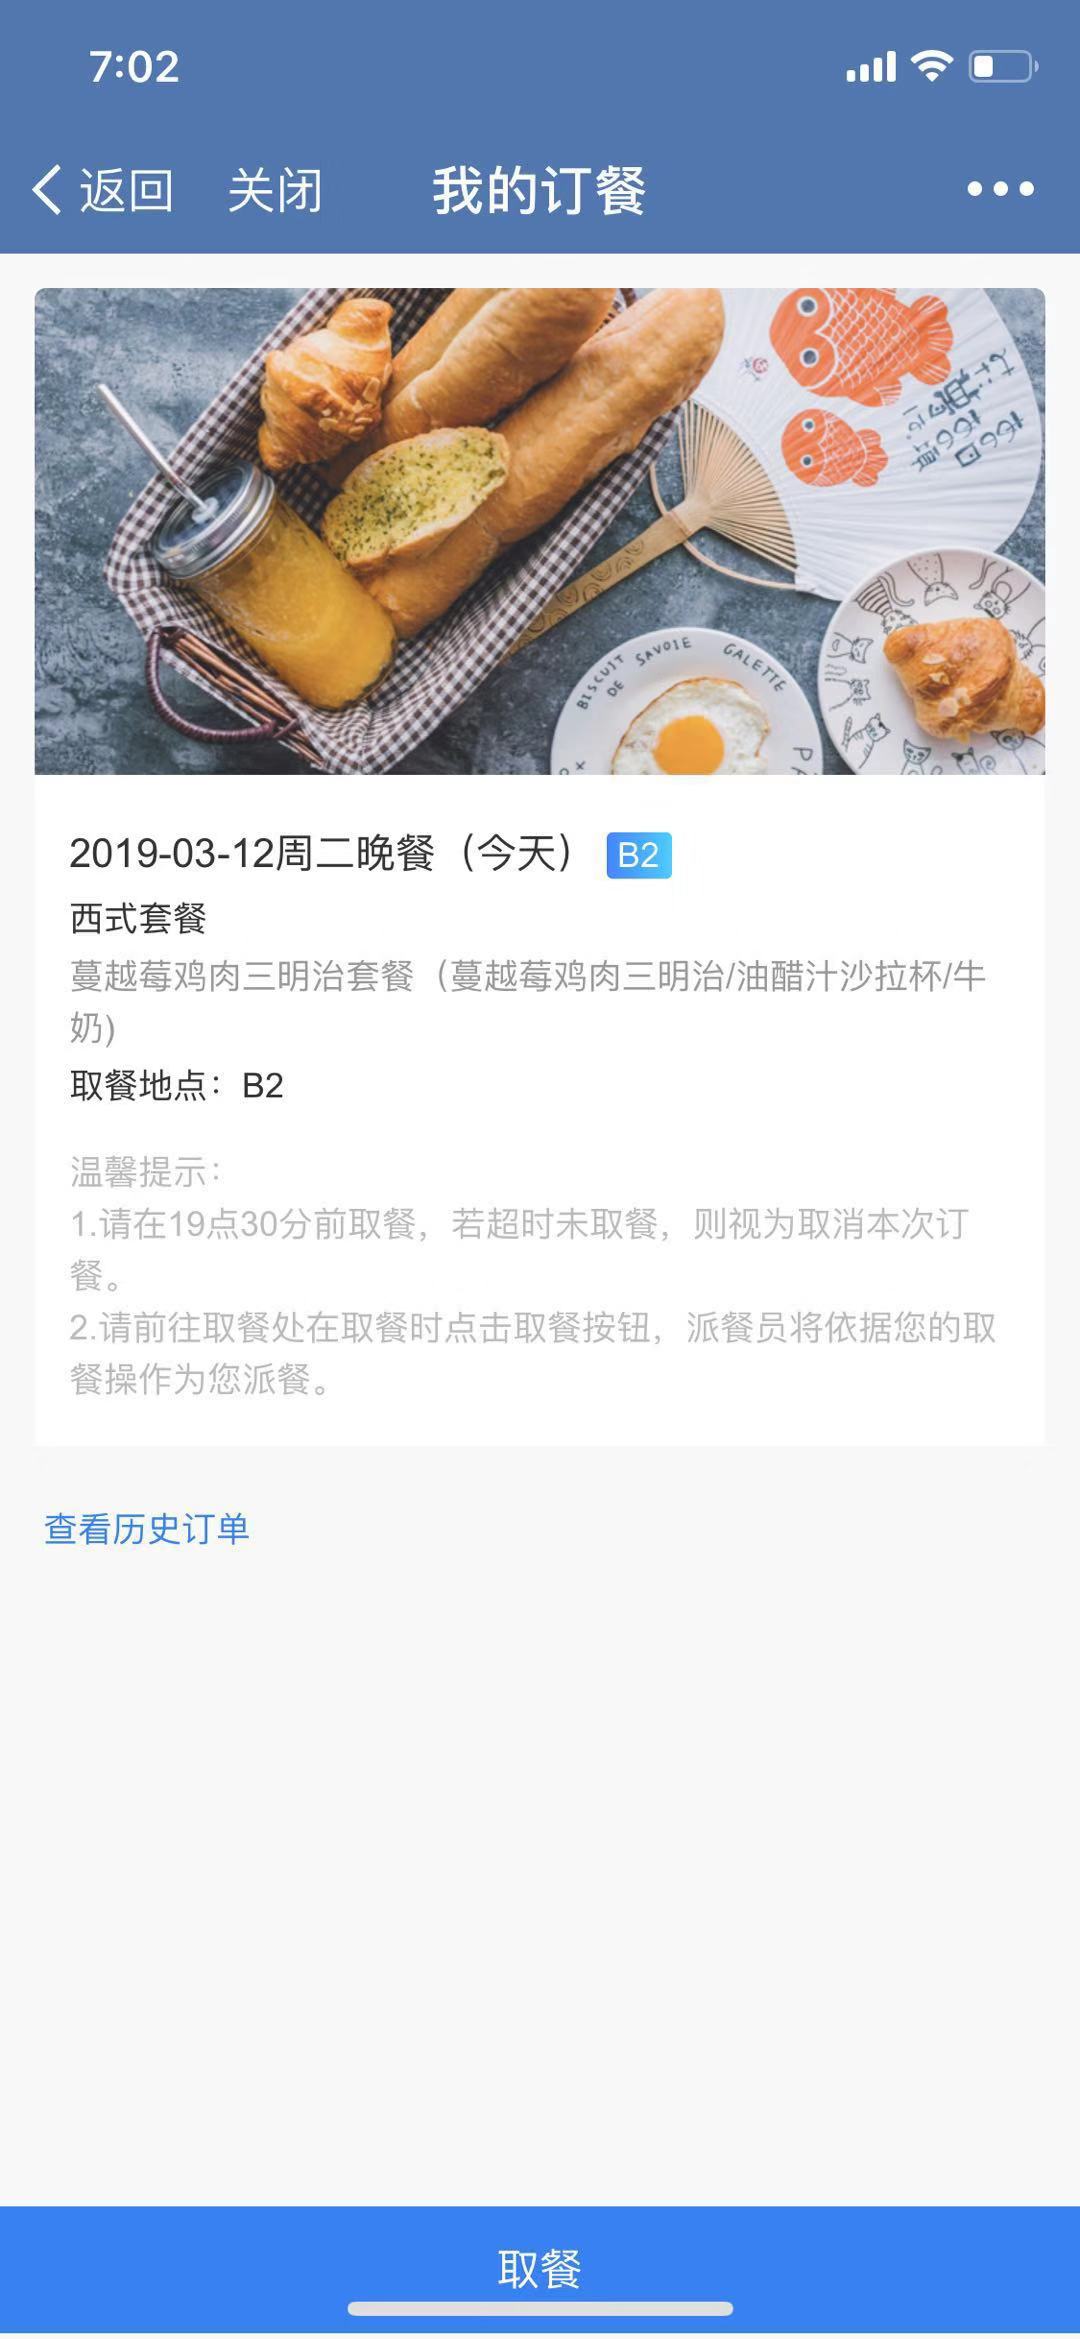 7:02
返回 关闭 我的订餐
BISCUIT DE SAVOIE GALETTE
2019-03-12周二晚餐（今天） B2
西式套餐
蔓越莓鸡肉三明治套餐（蔓越莓鸡肉三明治/油醋汁沙拉杯/牛
奶)
取餐地点：B2
温馨提示：
1.请在19点30分前取餐，若超时未取餐，则视为取消本次订
餐。
2.请前往取餐处在取餐时点击取餐按钮，派餐员将依据您的取
餐操作为您派餐。
查看历史订单
取餐